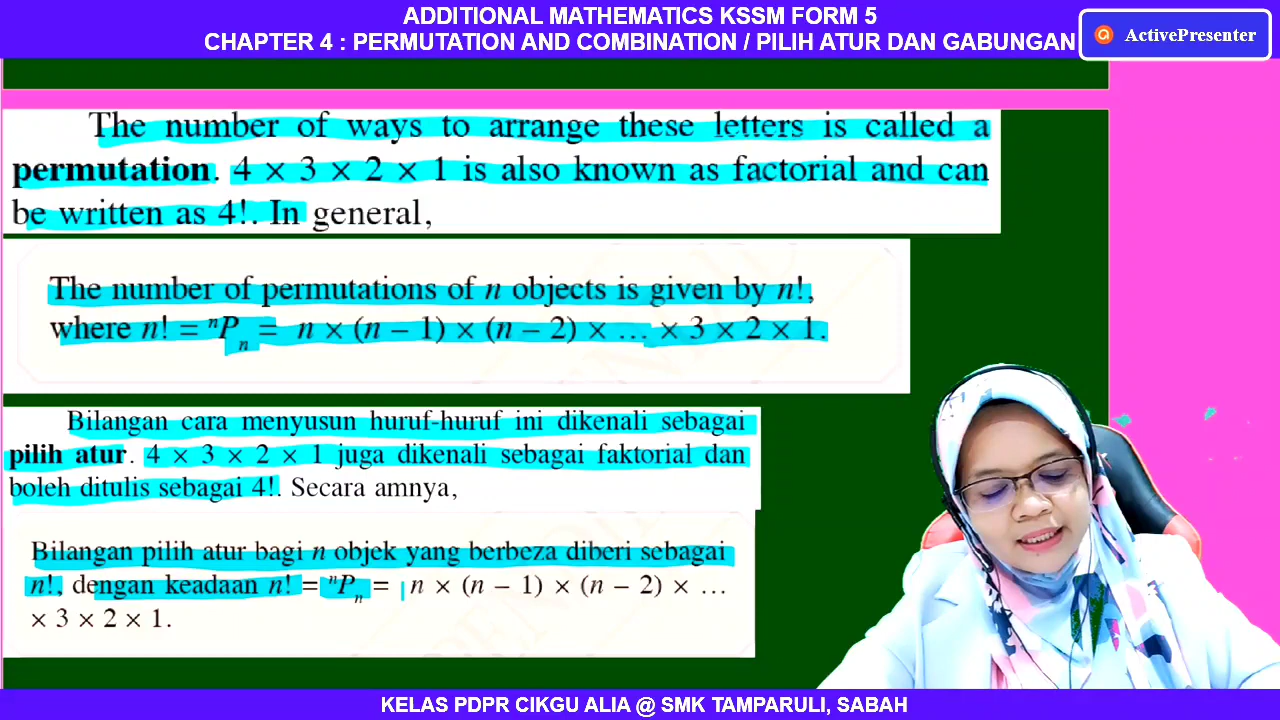 ADDITIONAL MATHEMATICS KSSM FORM 5
CHAPTER 4 : PERMUTATION AND COMBINATION / PILIH ATUR DAN GABUNGAN
ActivePresenter
The number of ways to arrange these letters is called a
permutation. 4 × 3 × 2 × 1 is also known as factorial and can
be written as 4!. In general,
The number of permutations of n objects is given by n!,
where n! = ⁿPₙ = n × (n – 1) × (n – 2) × … × 3 × 2 × 1.
Bilangan cara menyusun huruf-huruf ini dikenali sebagai
pilih atur. 4 × 3 × 2 × 1 juga dikenali sebagai faktorial dan
boleh ditulis sebagai 4!. Secara amnya,
Bilangan pilih atur bagi n objek yang berbeza diberi sebagai
n!, dengan keadaan n! = ⁿPₙ = n × (n – 1) × (n – 2) × …
× 3 × 2 × 1.
KELAS PDPR CIKGU ALIA @ SMK TAMPARULI, SABAH